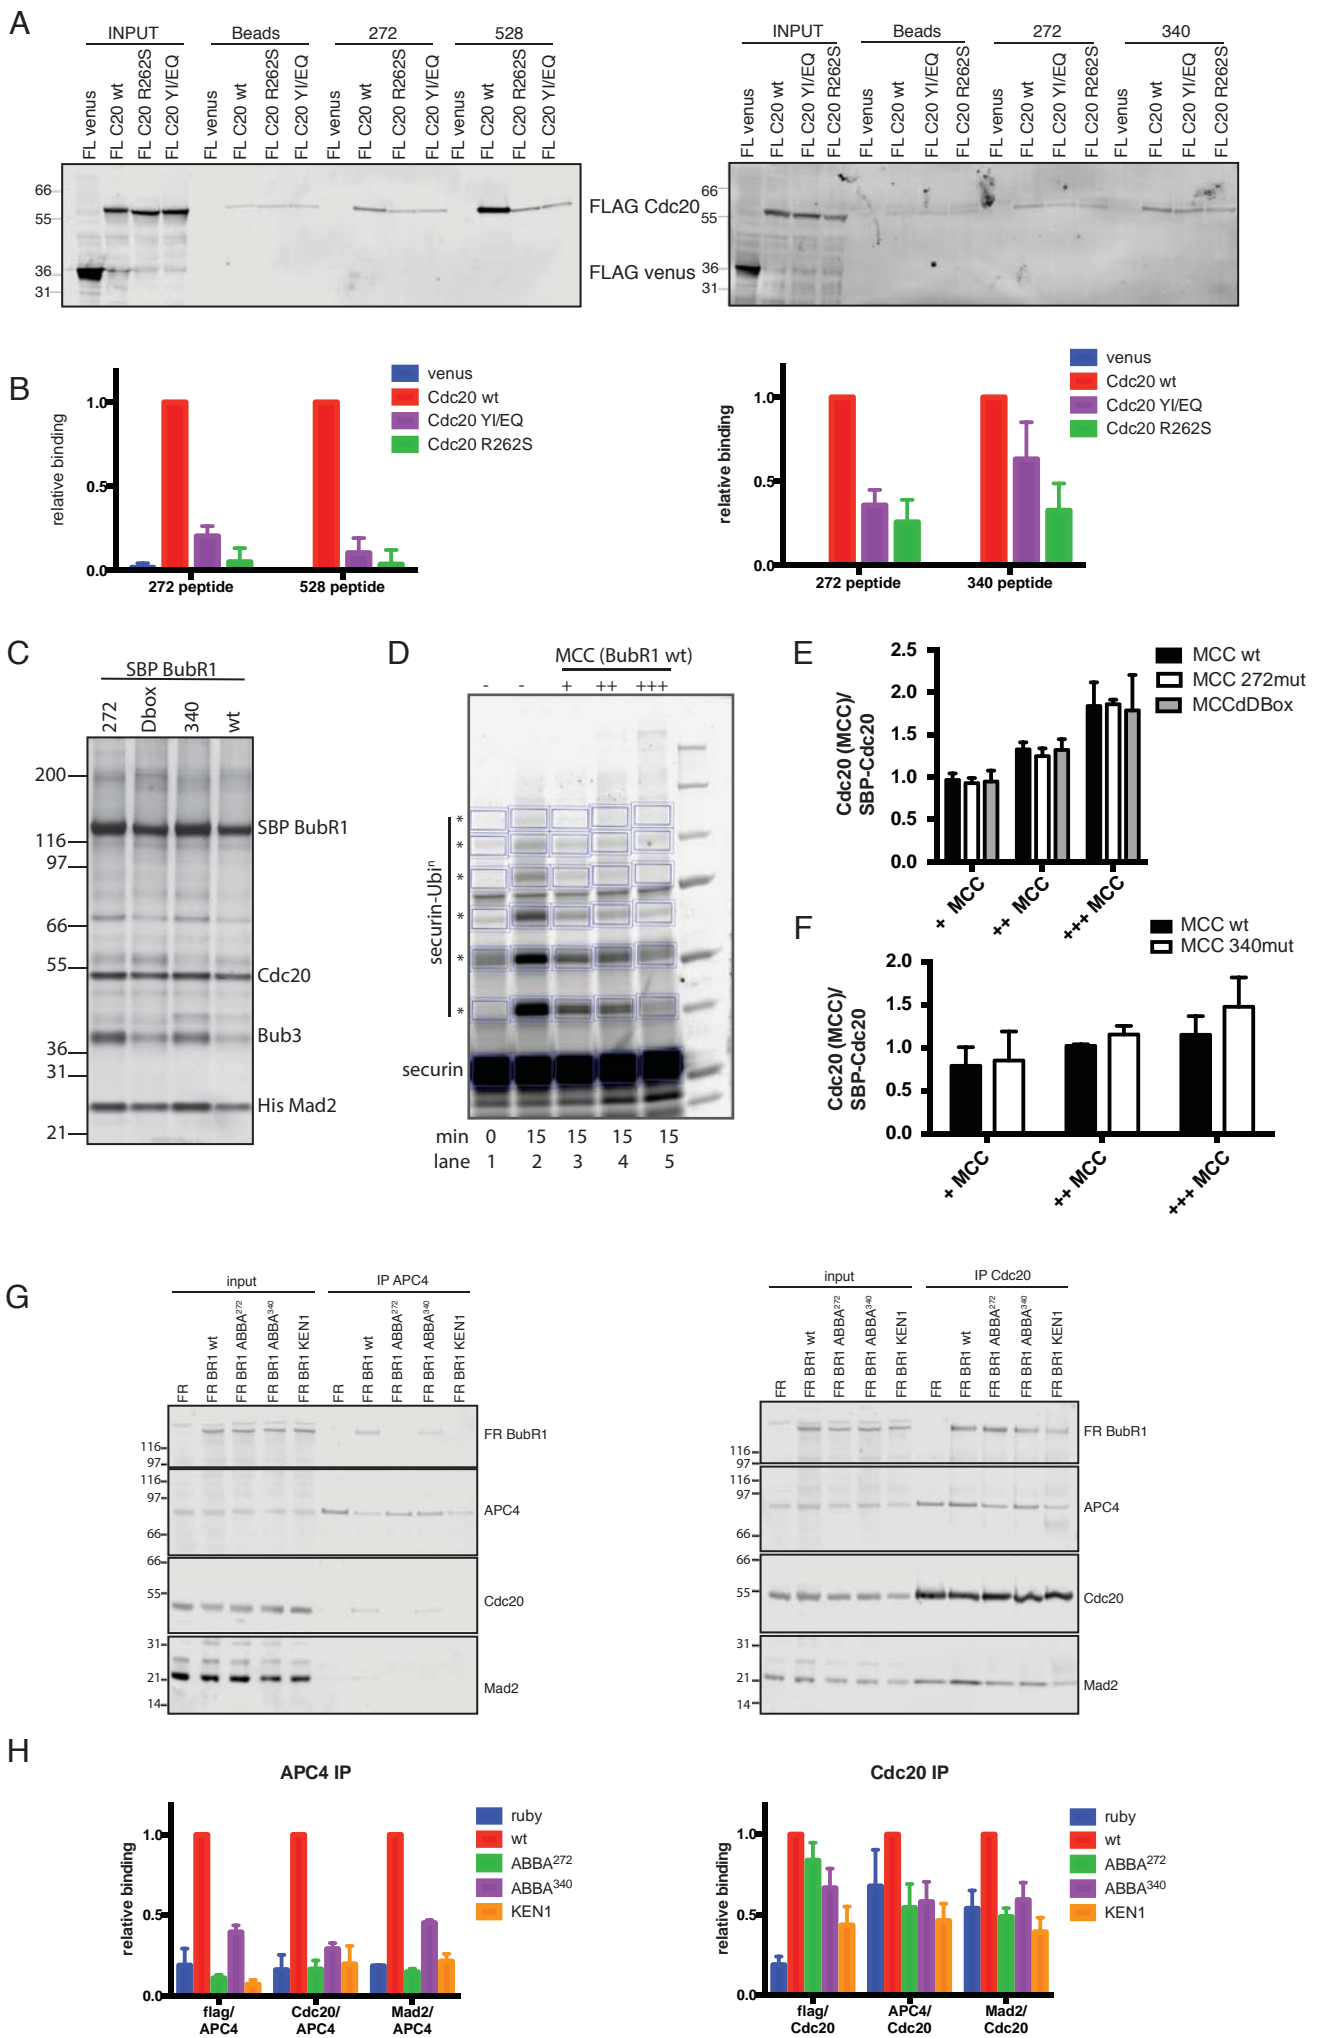 A
INPUT Beads 272 528
FL venus FL C20 wt FL C20 R262S FL C20 YI/EQ FL venus FL C20 wt FL C20 R262S FL C20 YI/EQ FL venus FL C20 wt FL C20 R262S FL C20 YI/EQ FL venus FL C20 wt FL C20 R262S FL C20 YI/EQ
66
55
36
31
FLAG Cdc20
FLAG venus
INPUT Beads 272 340
FL venus FL C20 wt FL C20 YI/EQ FL C20 R262S FL venus FL C20 wt FL C20 YI/EQ FL C20 R262S FL venus FL C20 wt FL C20 YI/EQ FL C20 R262S FL venus FL C20 wt FL C20 YI/EQ FL C20 R262S
66
55
36
31
B
relative binding
1.0
0.5
0.0
272 peptide 528 peptide
venus
Cdc20 wt
Cdc20 YI/EQ
Cdc20 R262S
relative binding
1.0
0.5
0.0
272 peptide 340 peptide
venus
Cdc20 wt
Cdc20 YI/EQ
Cdc20 R262S
C
SBP BubR1
272 Dbox 340 wt
200
116
97
66
55
36
31
21
SBP BubR1
Cdc20
Bub3
His Mad2
D
MCC (BubR1 wt)
- - + ++ +++
securin-Ubiⁿ
*
*
*
*
*
*
securin
min 0 15 15 15 15
lane 1 2 3 4 5
E
Cdc20 (MCC)/
SBP-Cdc20
2.5
2.0
1.5
1.0
0.5
0.0
+ MCC ++ MCC +++ MCC
MCC wt
MCC 272mut
MCCdDBox
F
Cdc20 (MCC)/
SBP-Cdc20
2.0
1.5
1.0
0.5
0.0
+ MCC ++ MCC +++ MCC
MCC wt
MCC 340mut
G
input IP APC4
FR FR BR1 wt FR BR1 ABBA²⁷² FR BR1 ABBA³⁴⁰ FR BR1 KEN1 FR FR BR1 wt FR BR1 ABBA²⁷² FR BR1 ABBA³⁴⁰ FR BR1 KEN1
116
97
FR BubR1
116
97
66
APC4
66
55
Cdc20
31
21
14
Mad2
input IP Cdc20
FR FR BR1 wt FR BR1 ABBA²⁷² FR BR1 ABBA³⁴⁰ FR BR1 KEN1 FR FR BR1 wt FR BR1 ABBA²⁷² FR BR1 ABBA³⁴⁰ FR BR1 KEN1
116
97
FR BubR1
116
97
66
APC4
66
55
Cdc20
31
21
14
Mad2
H
APC4 IP
relative binding
1.0
0.5
0.0
flag/ Cdc20/ Mad2/
APC4 APC4 APC4
ruby
wt
ABBA²⁷²
ABBA³⁴⁰
KEN1
Cdc20 IP
relative binding
1.0
0.5
0.0
flag/ APC4/ Mad2/
Cdc20 Cdc20 Cdc20
ruby
wt
ABBA²⁷²
ABBA³⁴⁰
KEN1